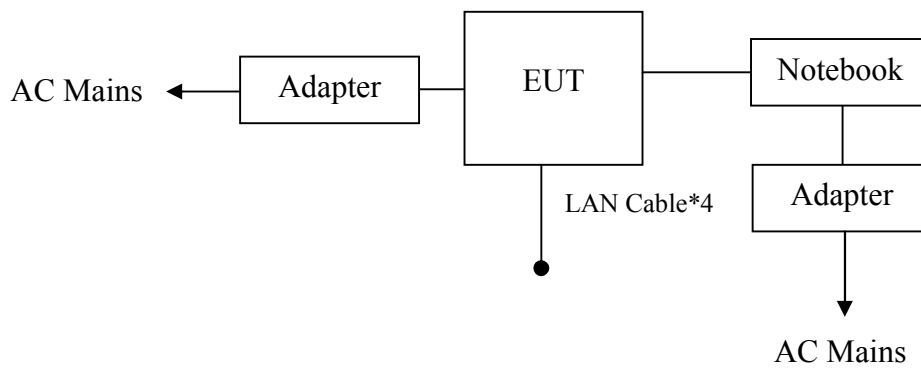 AC Mains
Adapter
EUT
Notebook
LAN Cable*4
Adapter
AC Mains